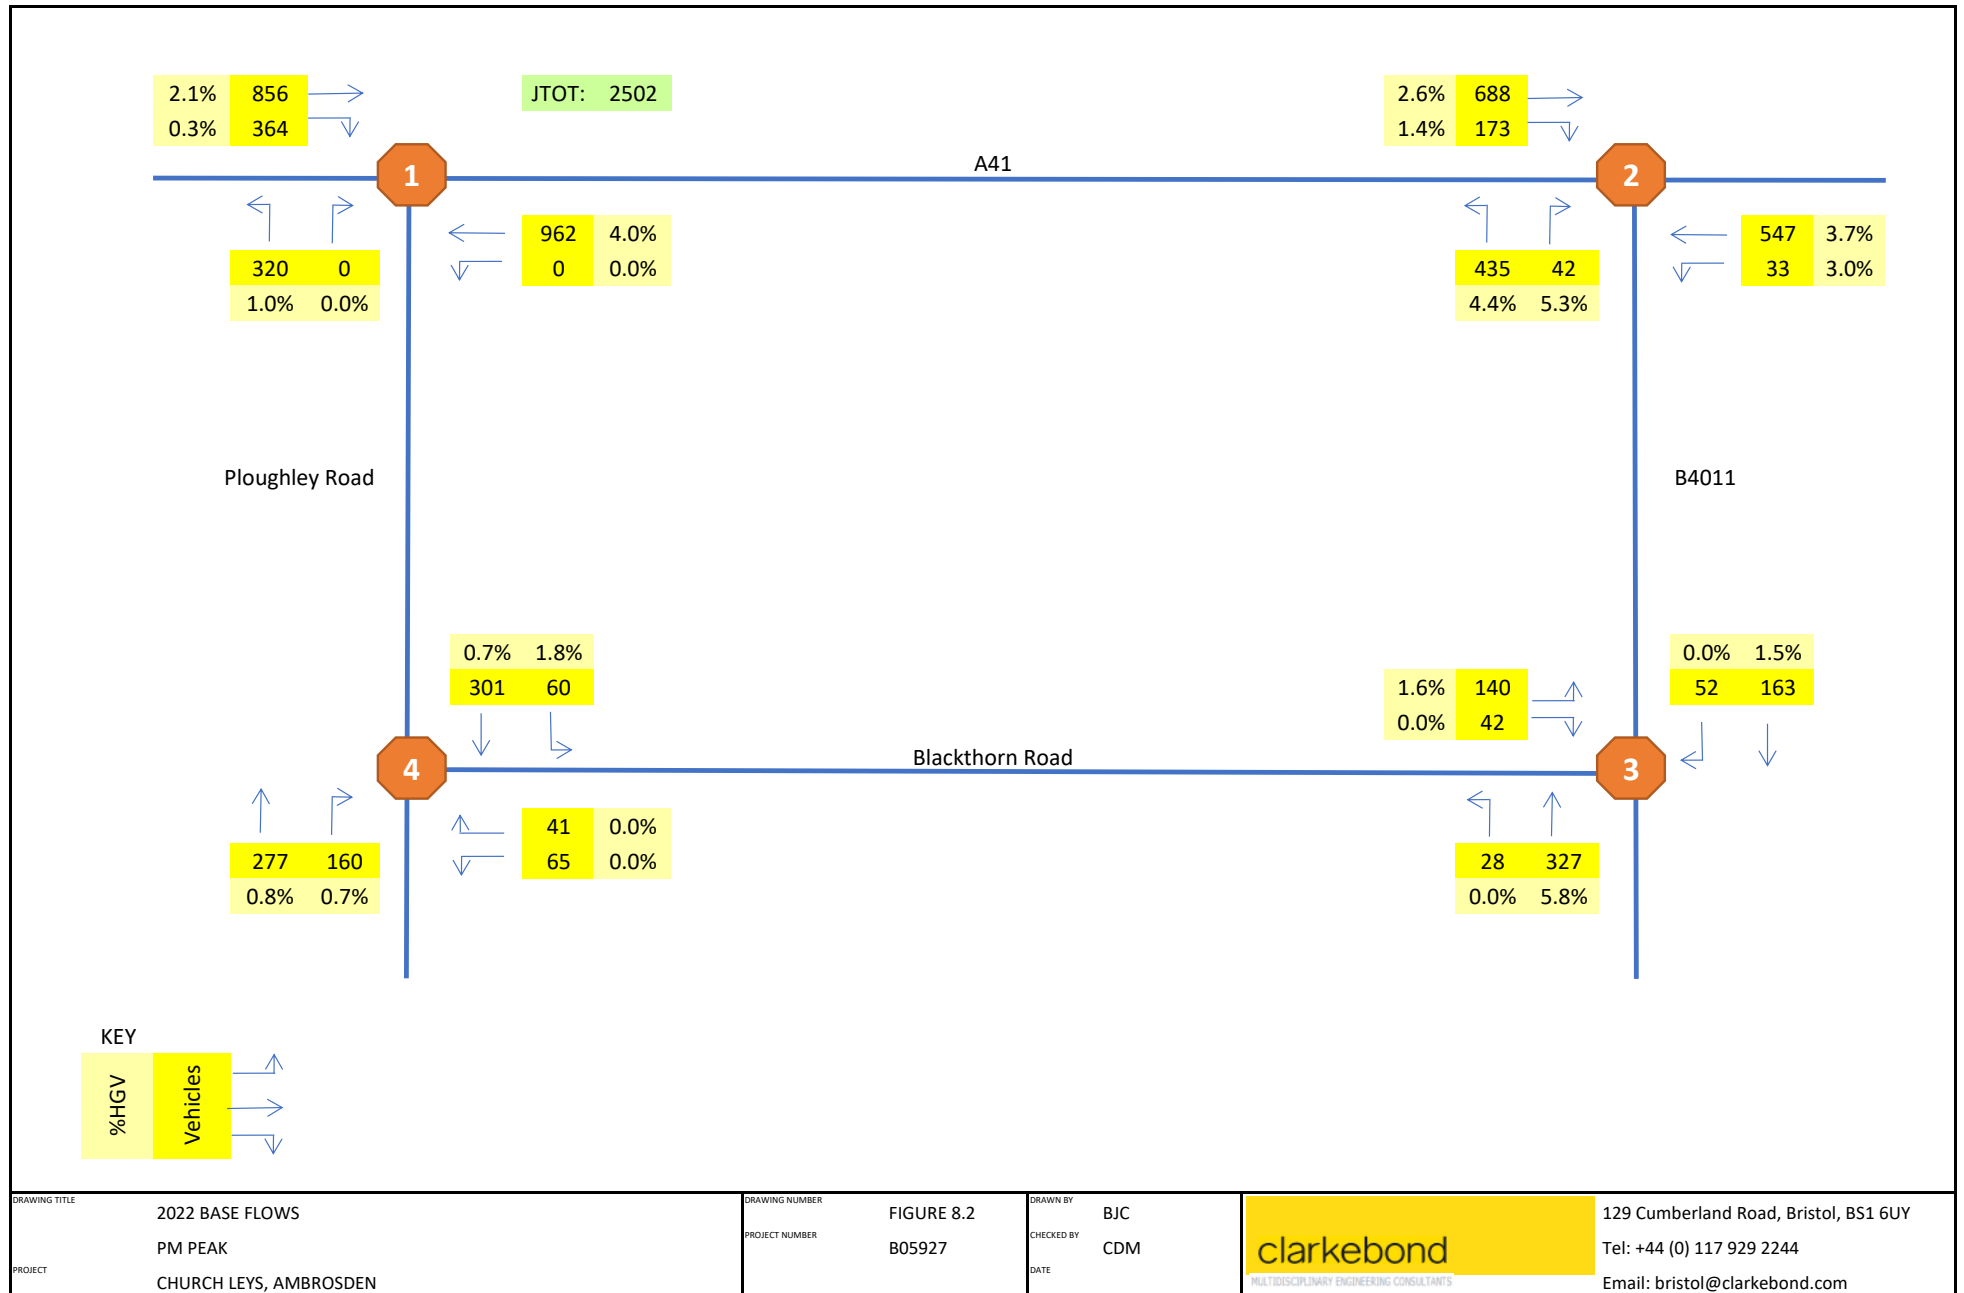 2.1% 856
0.3% 364
JTOT: 2502
2.6% 688
1.4% 173
A41
1
2
962 4.0%
0 0.0%
320 0
1.0% 0.0%
547 3.7%
33 3.0%
435 42
4.4% 5.3%
Ploughley Road
B4011
0.7% 1.8%
301 60
1.6% 140
0.0% 42
0.0% 1.5%
52 163
Blackthorn Road
4
3
41 0.0%
65 0.0%
277 160
0.8% 0.7%
28 327
0.0% 5.8%
KEY
%HGV
Vehicles
DRAWING TITLE
2022 BASE FLOWS
PM PEAK
PROJECT
CHURCH LEYS, AMBROSDEN
DRAWING NUMBER
FIGURE 8.2
PROJECT NUMBER
B05927
DRAWN BY
BJC
CHECKED BY
CDM
DATE
clarkebond
MULTIDISCIPLINARY ENGINEERING CONSULTANTS
129 Cumberland Road, Bristol, BS1 6UY
Tel: +44 (0) 117 929 2244
Email: bristol@clarkebond.com